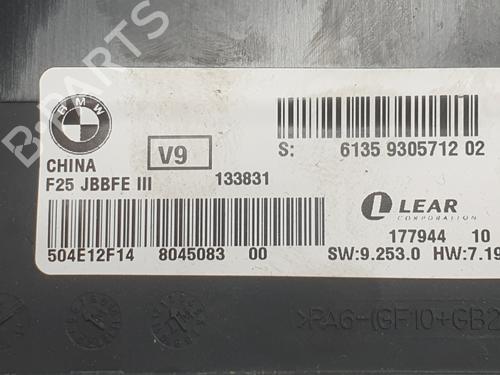 BMW
CHINA
V9
S: 6135 9305712 02
F25 JBBFE III 133831
LEAR
CORPORATION
177944 10
504E12F14 8045083 00
SW:9.253.0 HW:7.19
>PA6-(GF10+GB2
B-PARTS